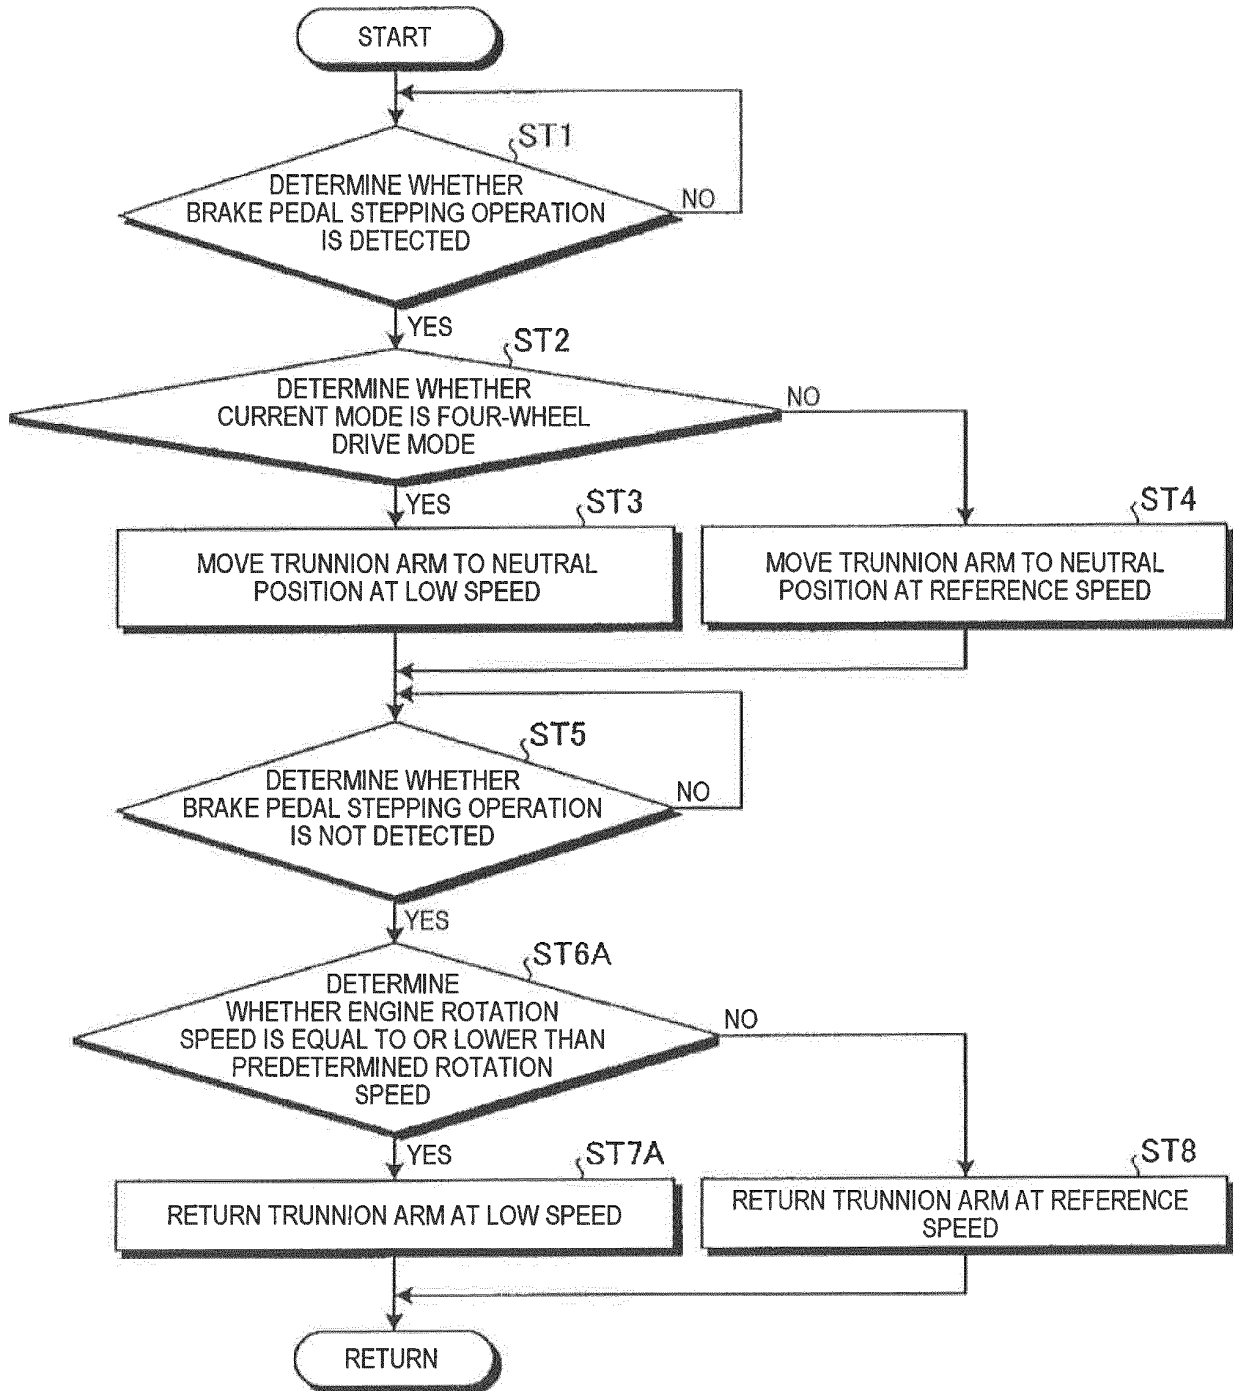 START
ST1
DETERMINE WHETHER
BRAKE PEDAL STEPPING OPERATION
IS DETECTED
NO
YES
ST2
DETERMINE WHETHER
CURRENT MODE IS FOUR-WHEEL
DRIVE MODE
NO
YES
ST3
MOVE TRUNNION ARM TO NEUTRAL
POSITION AT LOW SPEED
ST4
MOVE TRUNNION ARM TO NEUTRAL
POSITION AT REFERENCE SPEED
ST5
DETERMINE WHETHER
BRAKE PEDAL STEPPING OPERATION
IS NOT DETECTED
NO
YES
ST6A
DETERMINE
WHETHER ENGINE ROTATION
SPEED IS EQUAL TO OR LOWER THAN
PREDETERMINED ROTATION
SPEED
NO
YES
ST7A
RETURN TRUNNION ARM AT LOW SPEED
ST8
RETURN TRUNNION ARM AT REFERENCE
SPEED
RETURN